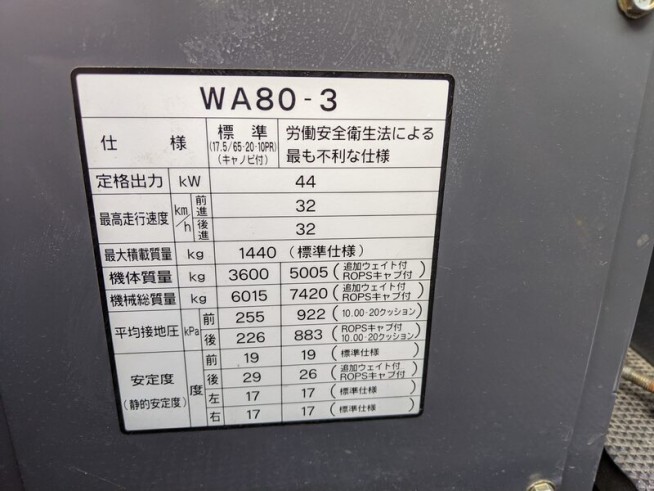 WA80-3
仕様 標準 (17.5/65-20-10PR) (キャノピ付) 労働安全衛生法による 最も不利な仕様
定格出力 kW 44
最高走行速度 km/h 前進 32
後進 32
最大積載質量 kg 1440 (標準仕様)
機体質量 kg 3600 5005 (追加ウェイト付 ROPSキャブ付)
機械総質量 kg 6015 7420 (追加ウェイト付 ROPSキャブ付)
平均接地圧 kPa 前 255 922 (10.00-20クッション)
後 226 883 (ROPSキャブ付 10.00-20クッション)
安定度 (静的安定度) 度 前 19 19 (標準仕様)
後 29 26 (追加ウェイト付 ROPSキャブ付)
左 17 17 (標準仕様)
右 17 17 (標準仕様)